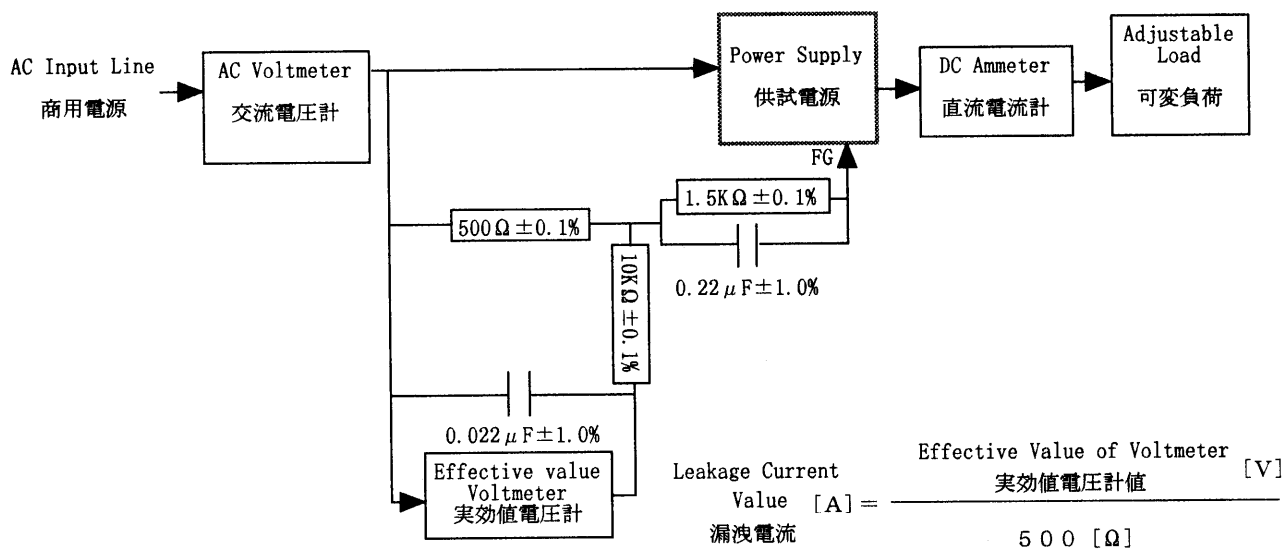 AC Input Line
商用電源
AC Voltmeter
交流電圧計
Power Supply
供試電源
DC Ammeter
直流電流計
Adjustable
Load
可変負荷
FG
1.5KΩ±0.1%
500Ω±0.1%
0.22μF±1.0%
10KΩ±0.1%
0.022μF±1.0%
Effective value
Voltmeter
実効値電圧計
Leakage Current
Value [A]=
漏洩電流
Effective Value of Voltmeter
実効値電圧計値 [V]
500 [Ω]